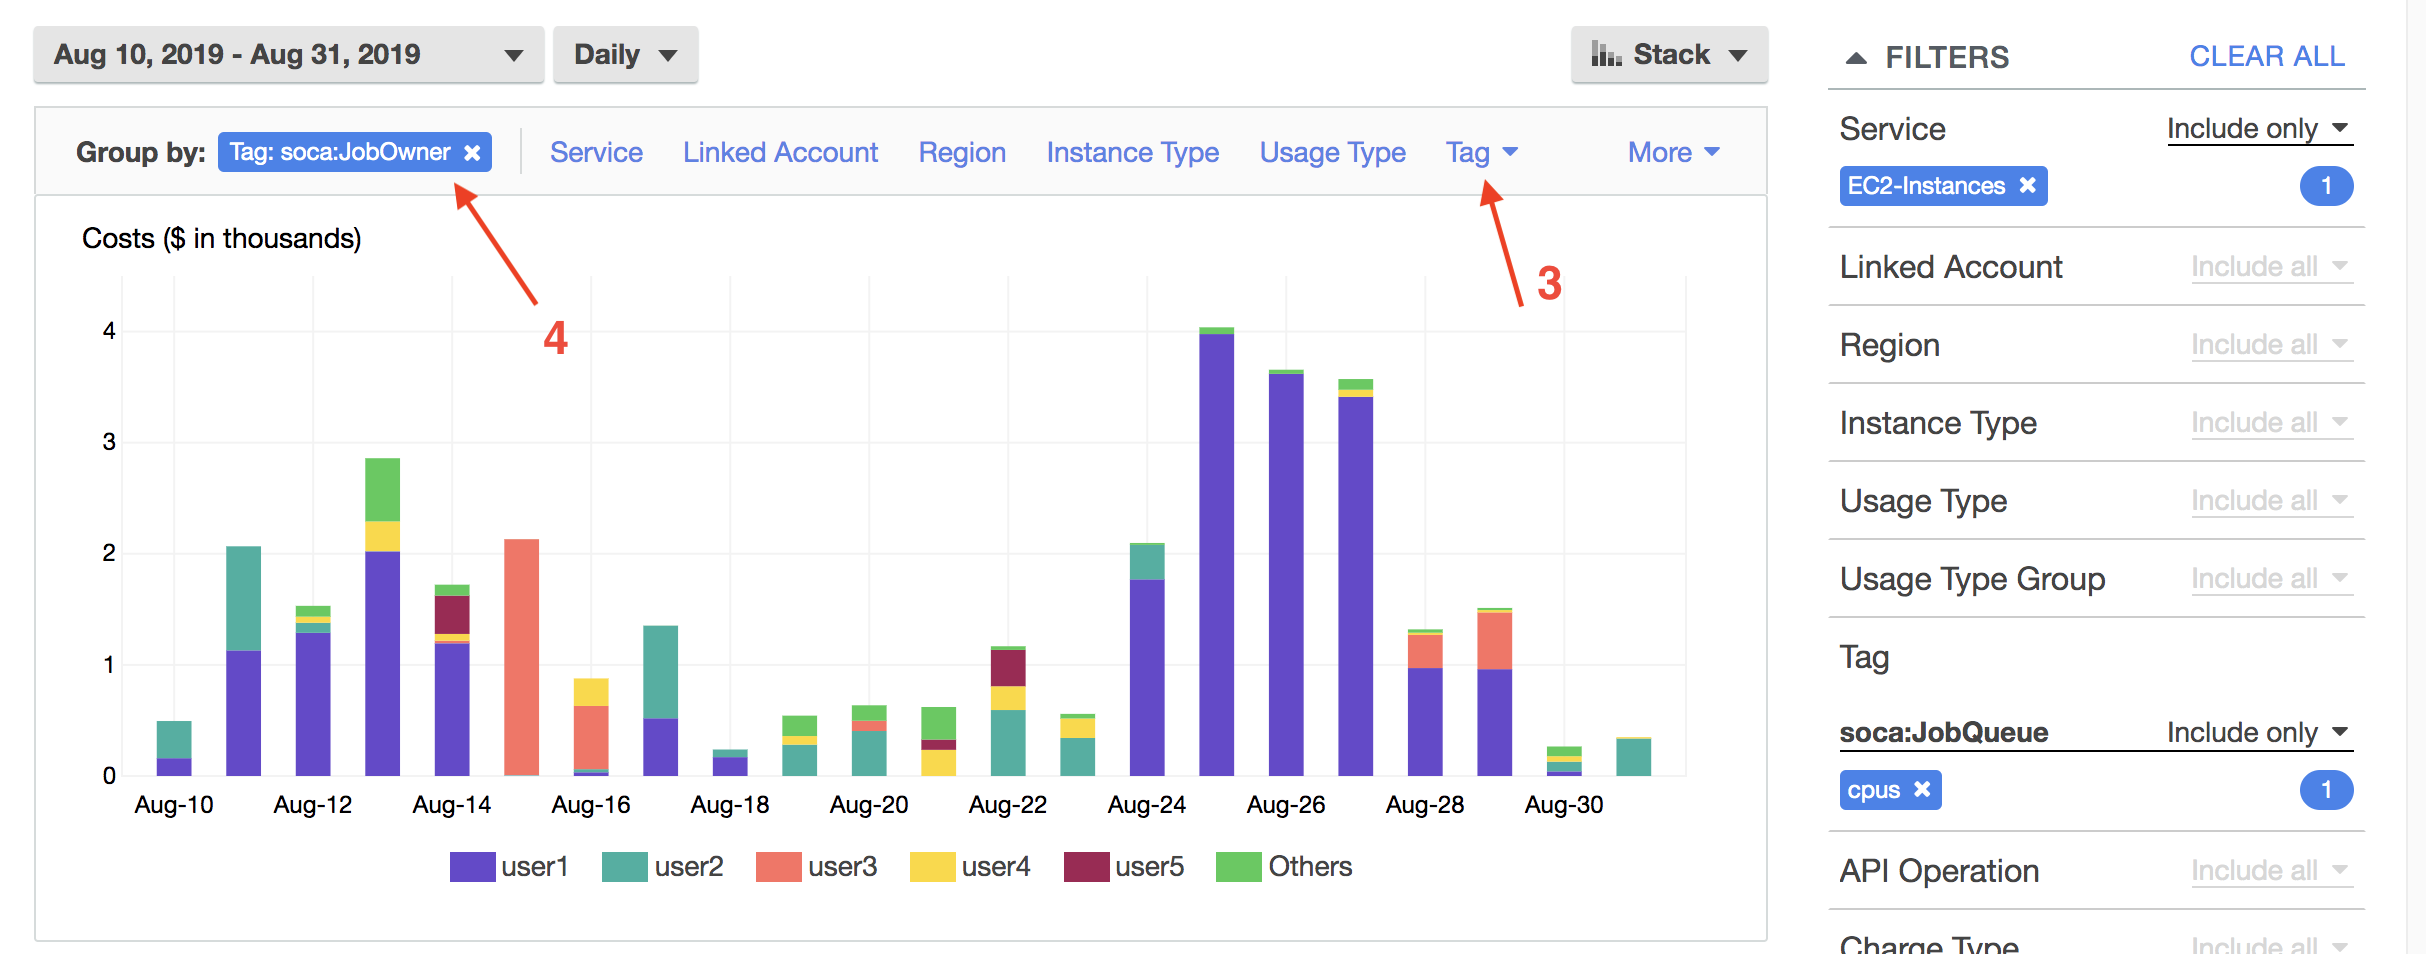 Aug 10, 2019 - Aug 31, 2019
Daily
Stack
Group by: Tag: soca:JobOwner × Service Linked Account Region Instance Type Usage Type Tag More
4
3
Costs ($ in thousands)
4
3
2
1
0
Aug-10 Aug-12 Aug-14 Aug-16 Aug-18 Aug-20 Aug-22 Aug-24 Aug-26 Aug-28 Aug-30
user1 user2 user3 user4 user5 Others
FILTERS CLEAR ALL
Service Include only
EC2-Instances × 1
Linked Account Include all
Region Include all
Instance Type Include all
Usage Type Include all
Usage Type Group Include all
Tag
soca:JobQueue Include only
cpus × 1
API Operation Include all
Charge Type Include all